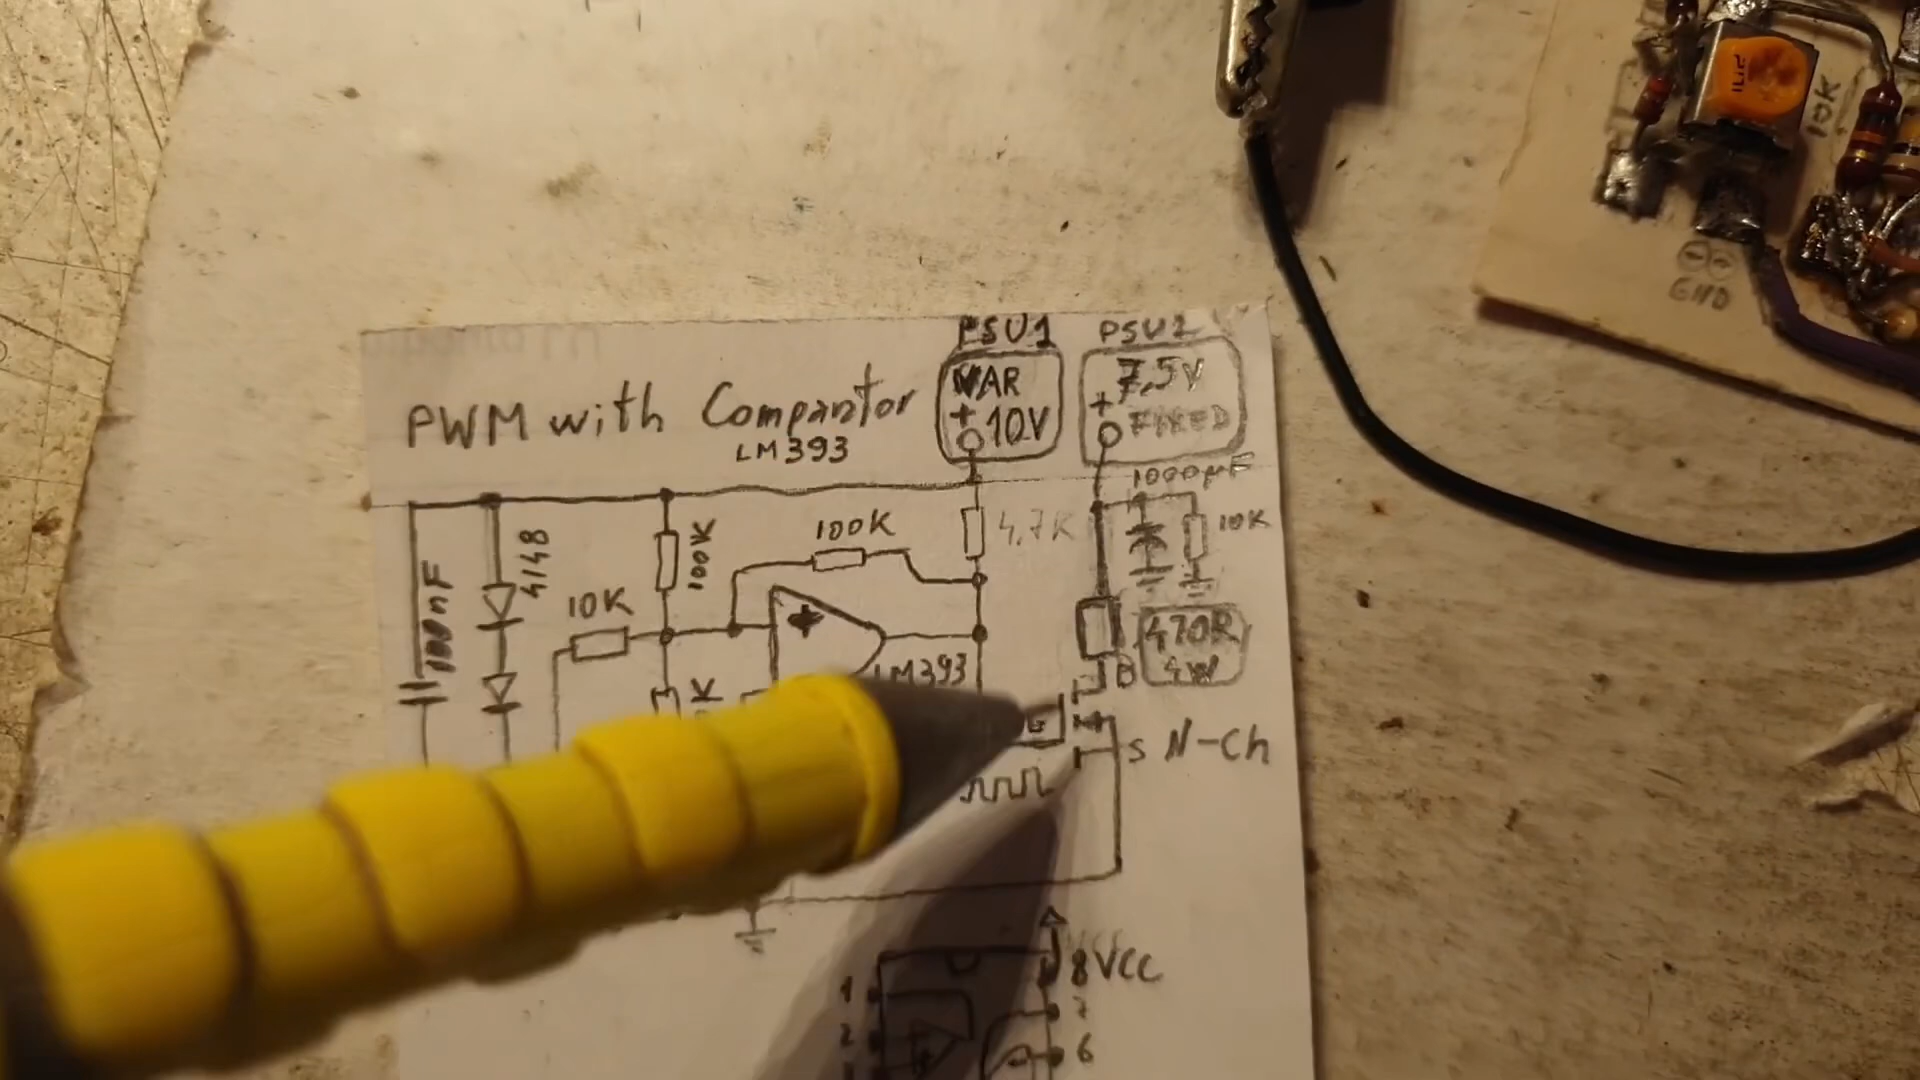 PSU1
PSU2
VAR
+ 10V
7,5V
+ FIXED
PWM with Comparator
LM393
1000µF
100nF
4148
10K
100K
100K
4,7K
10K
470R
4W
LM393
K
S N-Ch
1
2
8 VCC
7
6
10K
GND